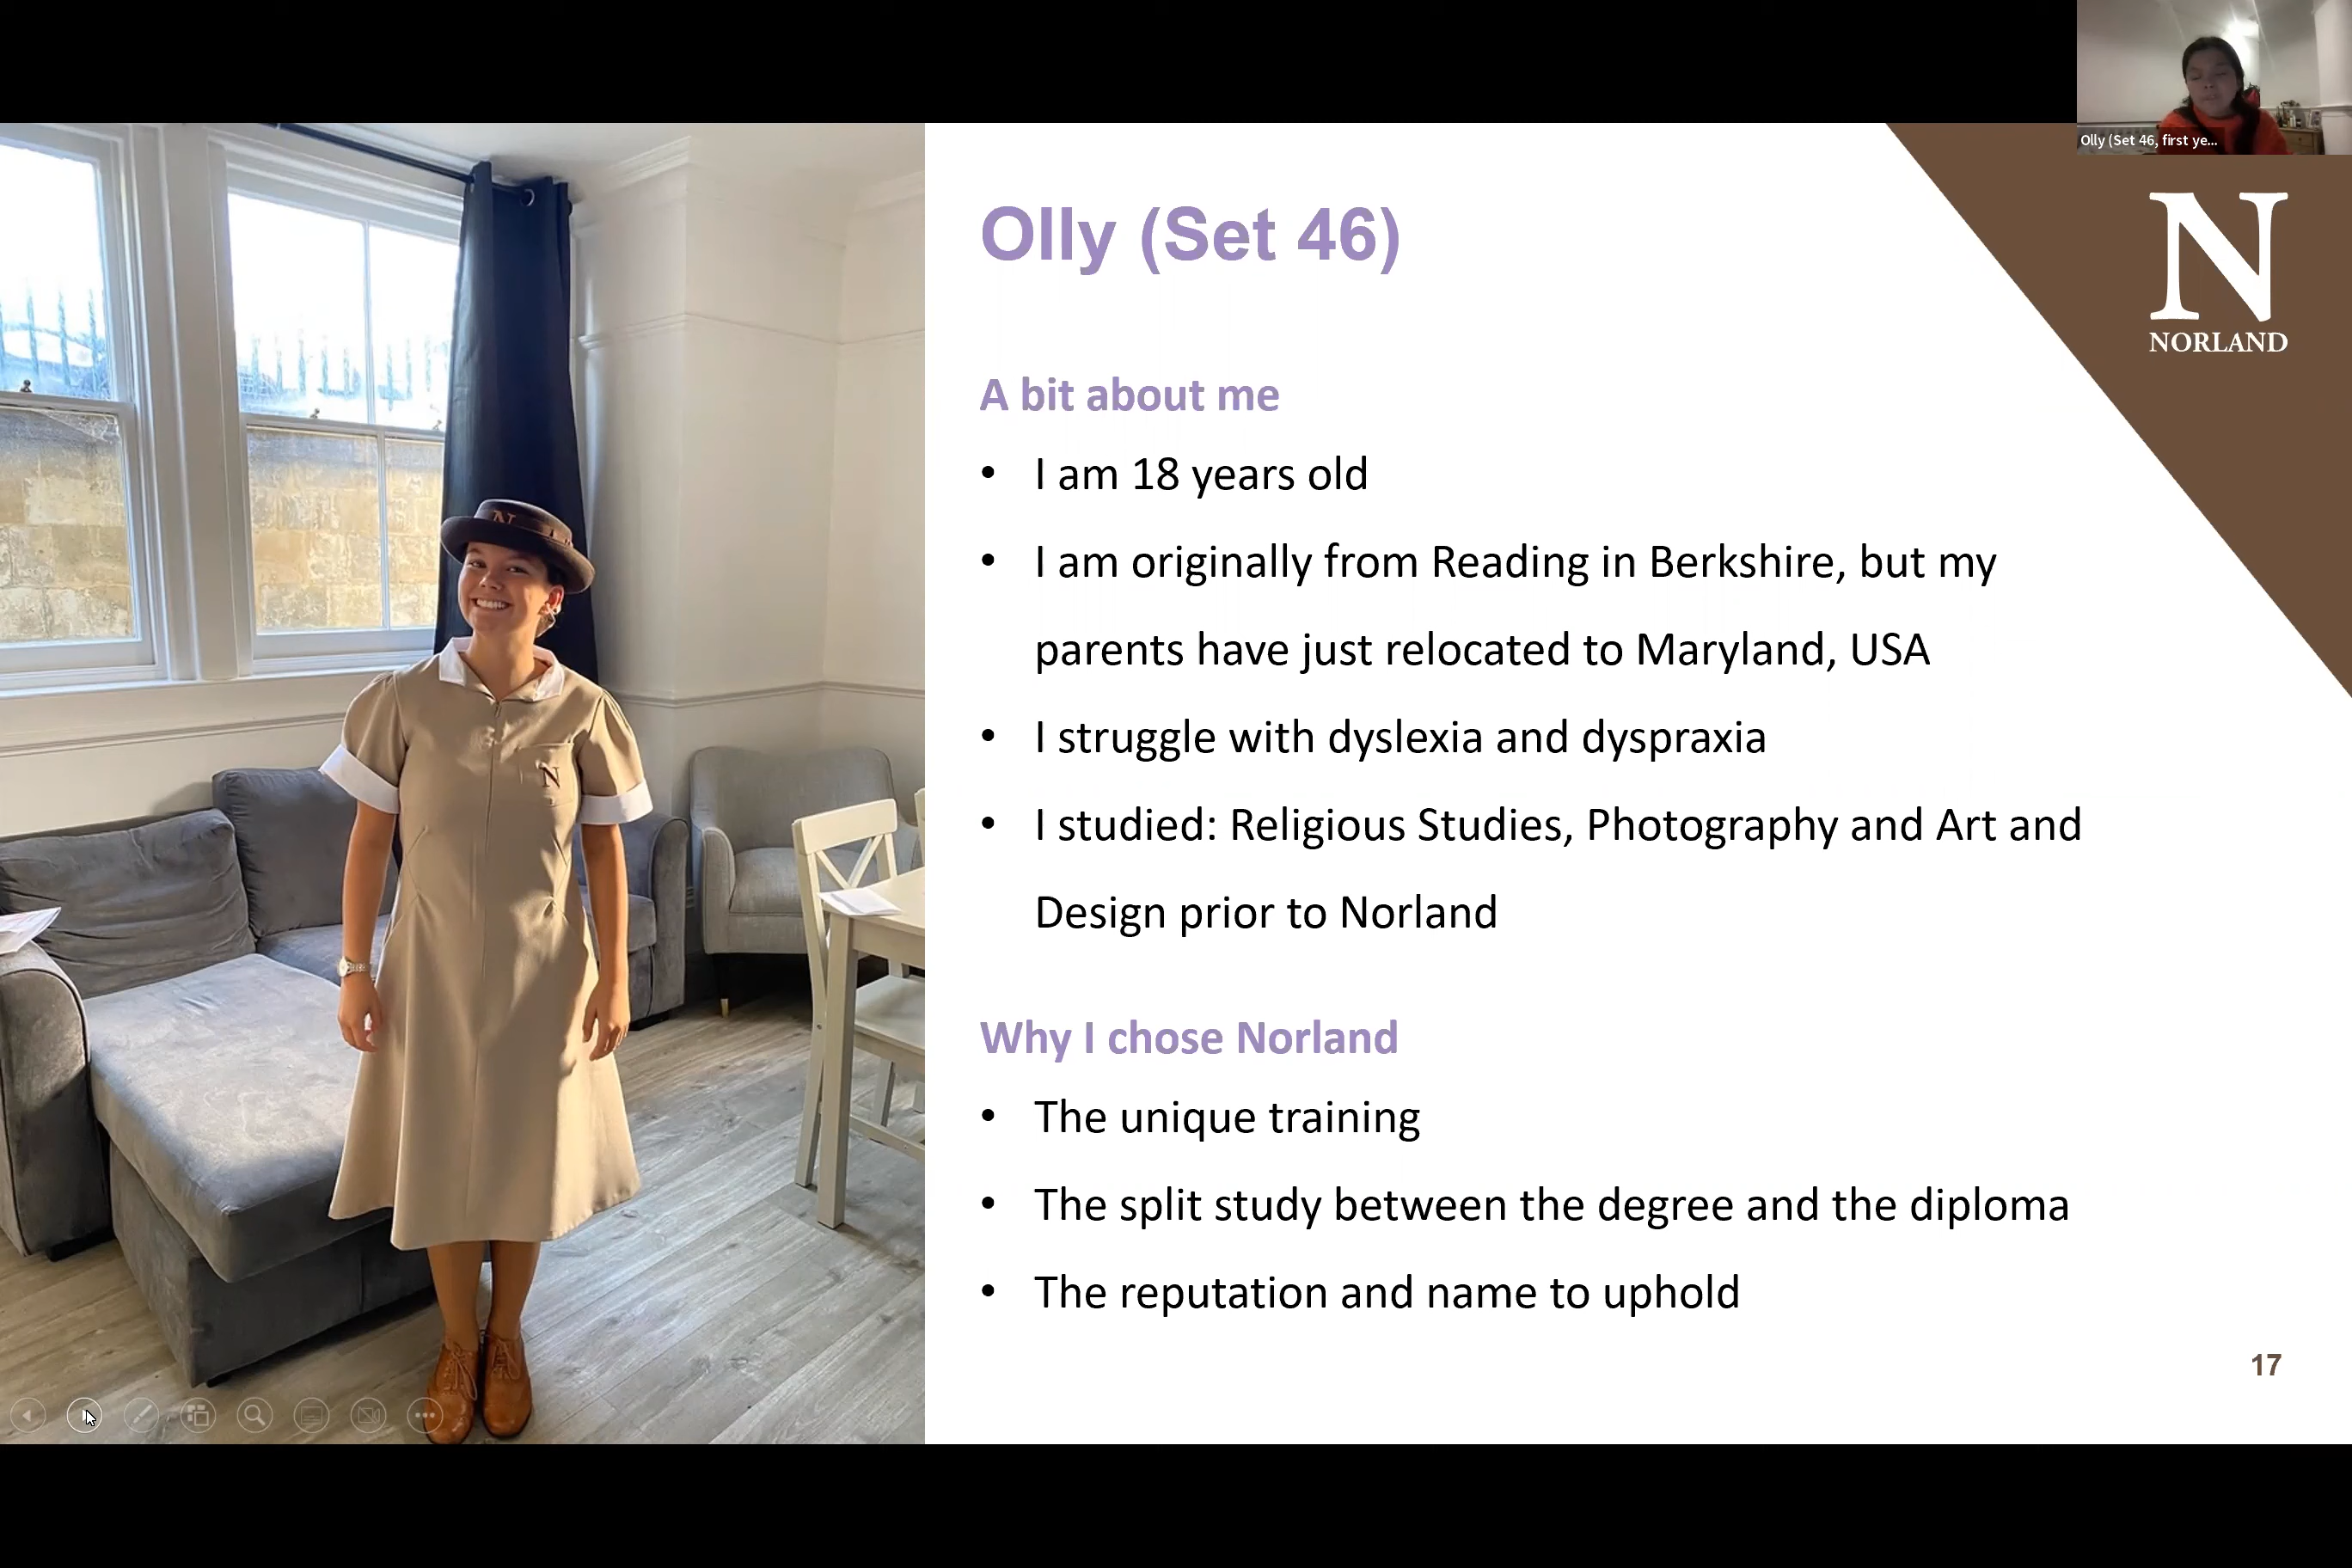 Olly (Set 46, first ye...
N
NORLAND
Olly (Set 46)
A bit about me
• I am 18 years old
• I am originally from Reading in Berkshire, but my
parents have just relocated to Maryland, USA
• I struggle with dyslexia and dyspraxia
• I studied: Religious Studies, Photography and Art and
Design prior to Norland
Why I chose Norland
• The unique training
• The split study between the degree and the diploma
• The reputation and name to uphold
17
N
N